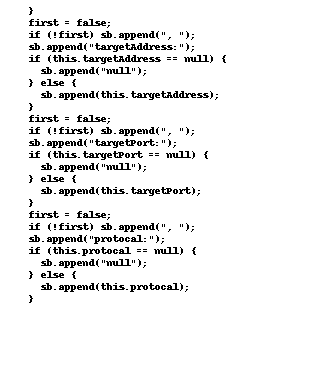 }
first = false;
if (!first) sb.append(", ");
sb.append("targetAddress:");
if (this.targetAddress == null) {
sb.append("null");
} else {
sb.append(this.targetAddress);
}
first = false;
if (!first) sb.append(", ");
sb.append("targetPort:");
if (this.targetPort == null) {
sb.append("null");
} else {
sb.append(this.targetPort);
}
first = false;
if (!first) sb.append(", ");
sb.append("protocal:");
if (this.protocal == null) {
sb.append("null");
} else {
sb.append(this.protocal);
}